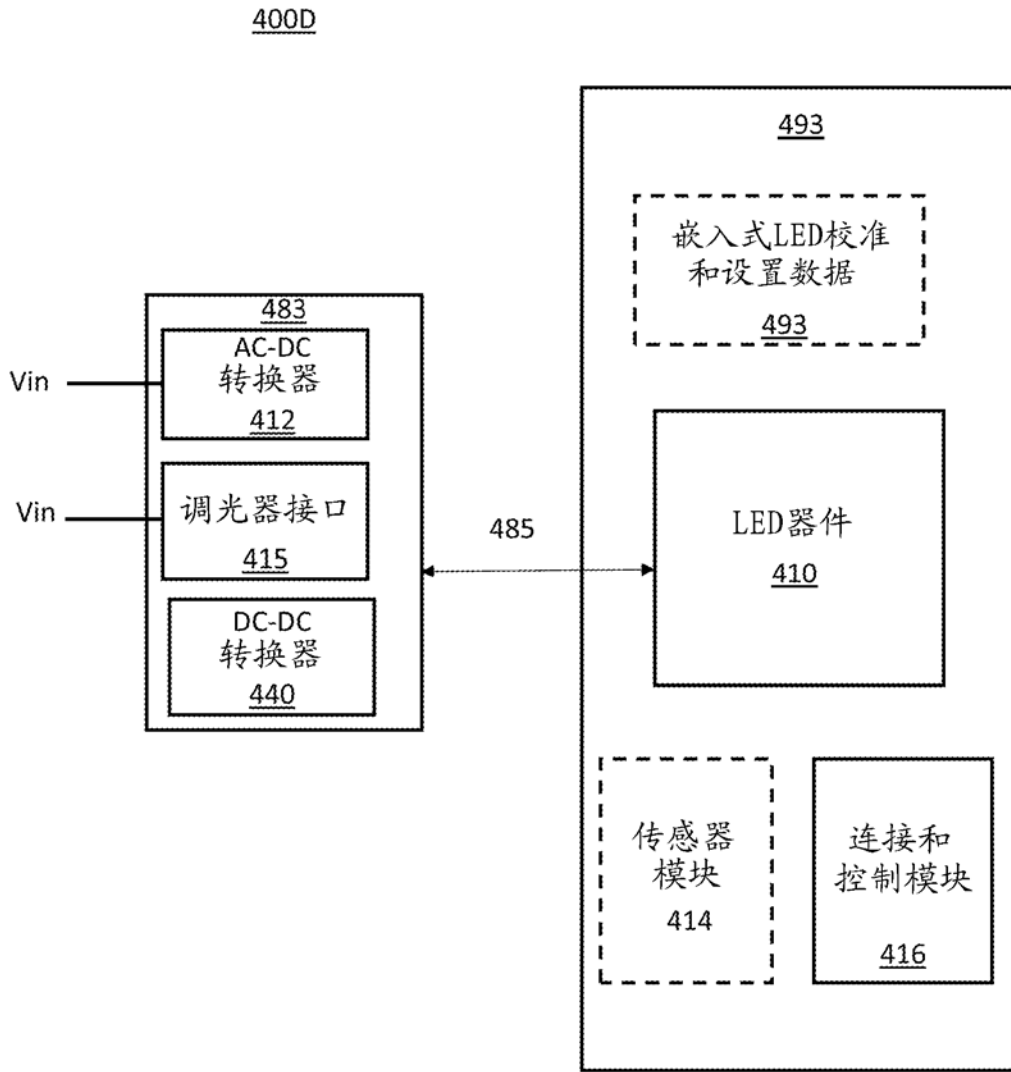 400D
483
AC-DC
转换器
412
Vin
调光器接口
415
Vin
DC-DC
转换器
440
485
493
嵌入式LED校准
和设置数据
493
LED器件
410
传感器
模块
414
连接和
控制模块
416